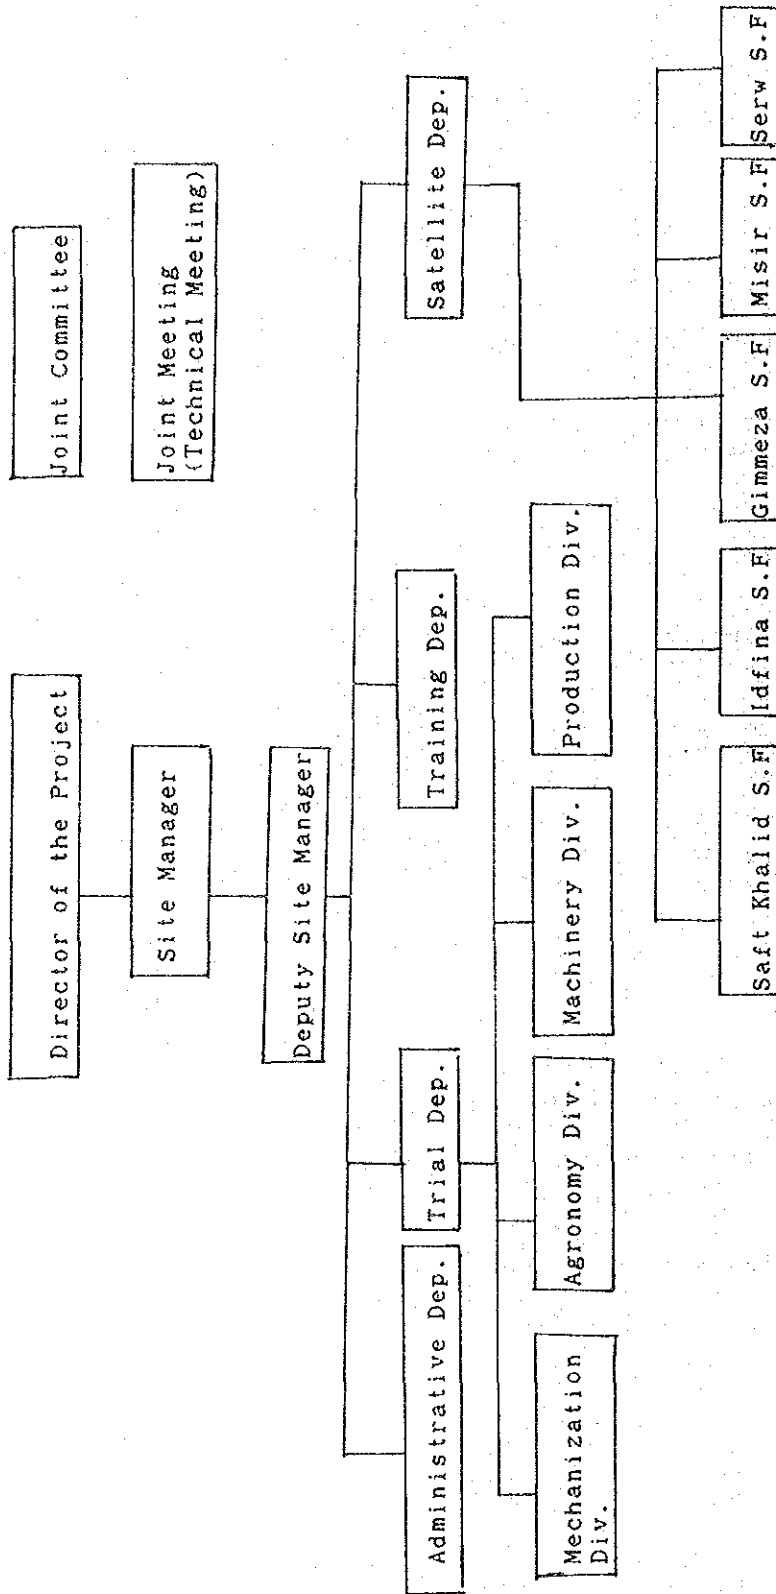 Director of the Project
Joint Committee
Site Manager
Joint Meeting
(Technical Meeting)
Deputy Site Manager
Administrative Dep.
Trial Dep.
Training Dep.
Satellite Dep.
Mechanization
Div.
Agronomy Div.
Machinery Div.
Production Div.
Saft Khalid S.F
Idfina S.F
Gimmeza S.F
Misir S.F
Serw S.F